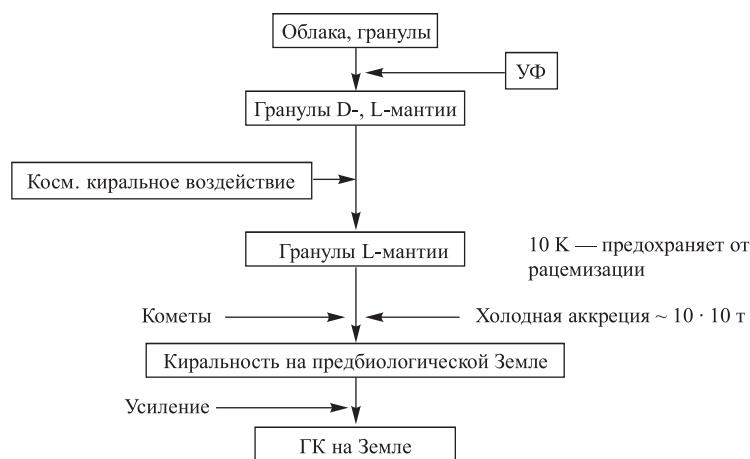 Облака, гранулы
УФ
Гранулы D-, L-мантии
Косм. киральное воздействие
Гранулы L-мантии
10 K — предохраняет от
рацемизации
Кометы
Холодная аккреция ~ 10 · 10 т
Киральность на предбиологической Земле
Усиление
ГК на Земле